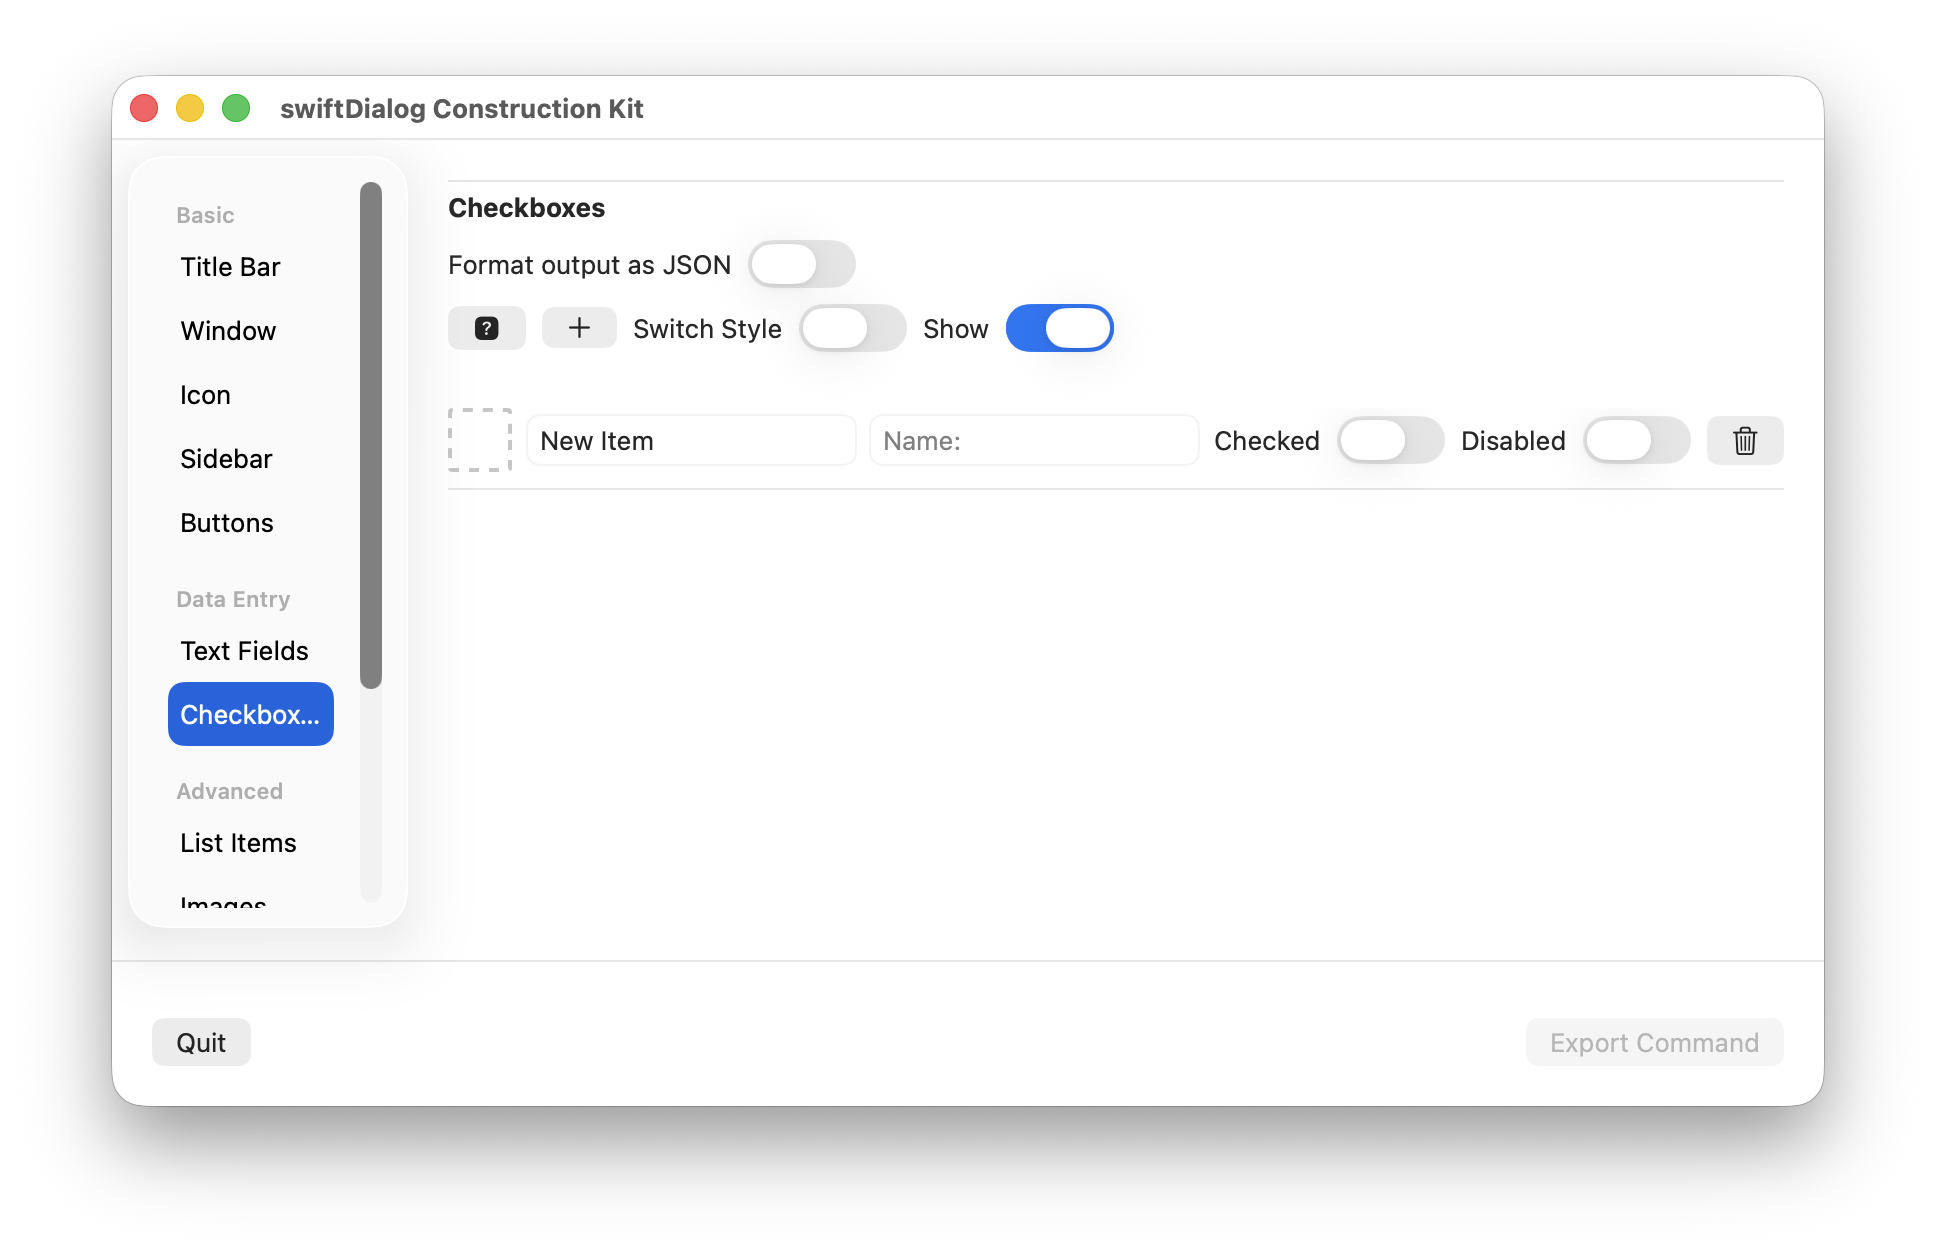 swiftDialog Construction Kit
Basic
Title Bar
Window
Icon
Sidebar
Buttons
Data Entry
Text Fields
Checkbox...
Advanced
List Items
Images
Checkboxes
Format output as JSON
? + Switch Style Show
New Item Name: Checked Disabled
Quit Export Command